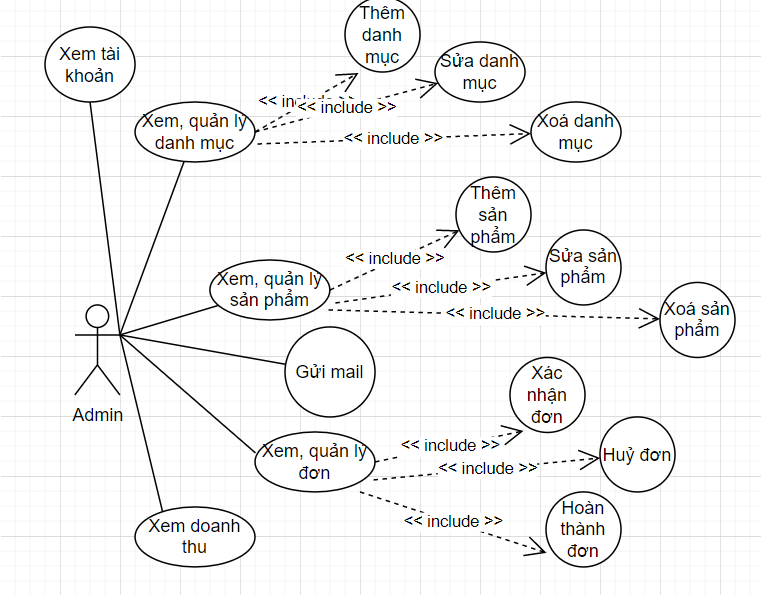 Thêm
danh
mục
Xem tài
khoản
Sửa danh
mục
<< include >>
<< include >>
Xem, quản lý
danh mục
<< include >>
Xoá danh
mục
Thêm
sản
phẩm
<< include >>
Sửa sản
phẩm
Xem, quản lý
sản phẩm
<< include >>
<< include >>
Xoá sản
phẩm
Gửi mail
Admin
Xác
nhận
đơn
<< include >>
Xem, quản lý
đơn
<< include >>
Huỷ đơn
Xem doanh
thu
<< include >>
Hoàn
thành
đơn